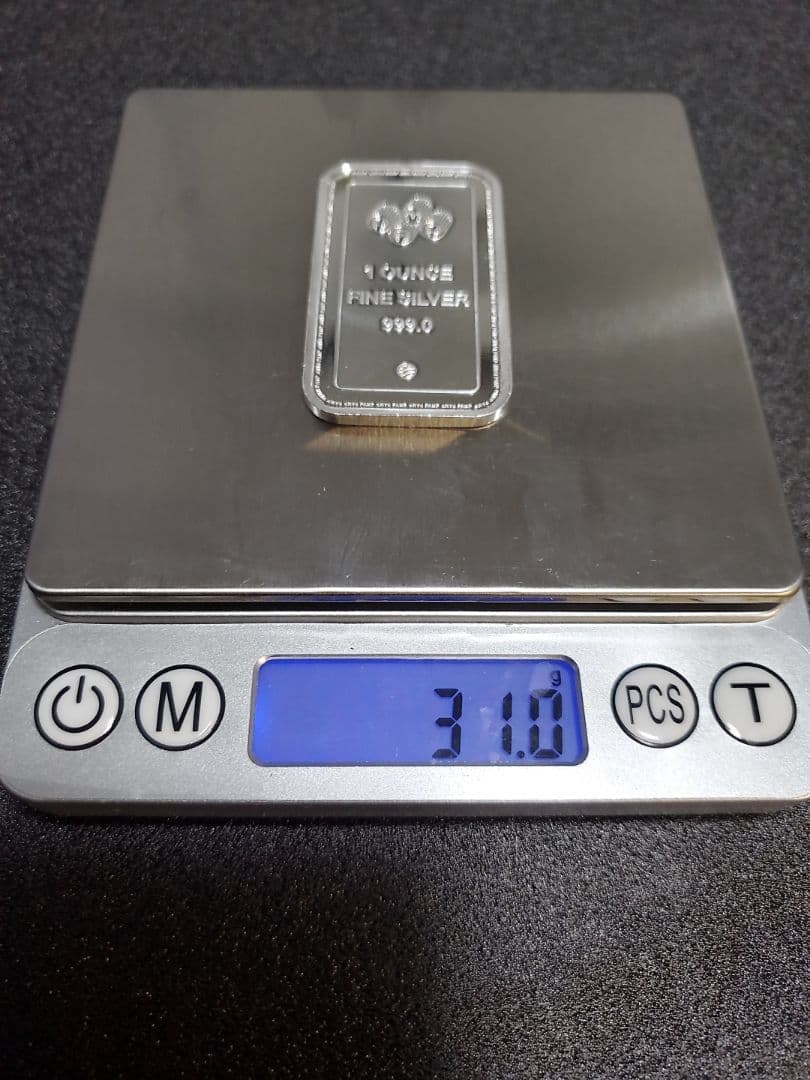 1 OUNCE
FINE SILVER
999.0
g
31.0
M
PCS
T